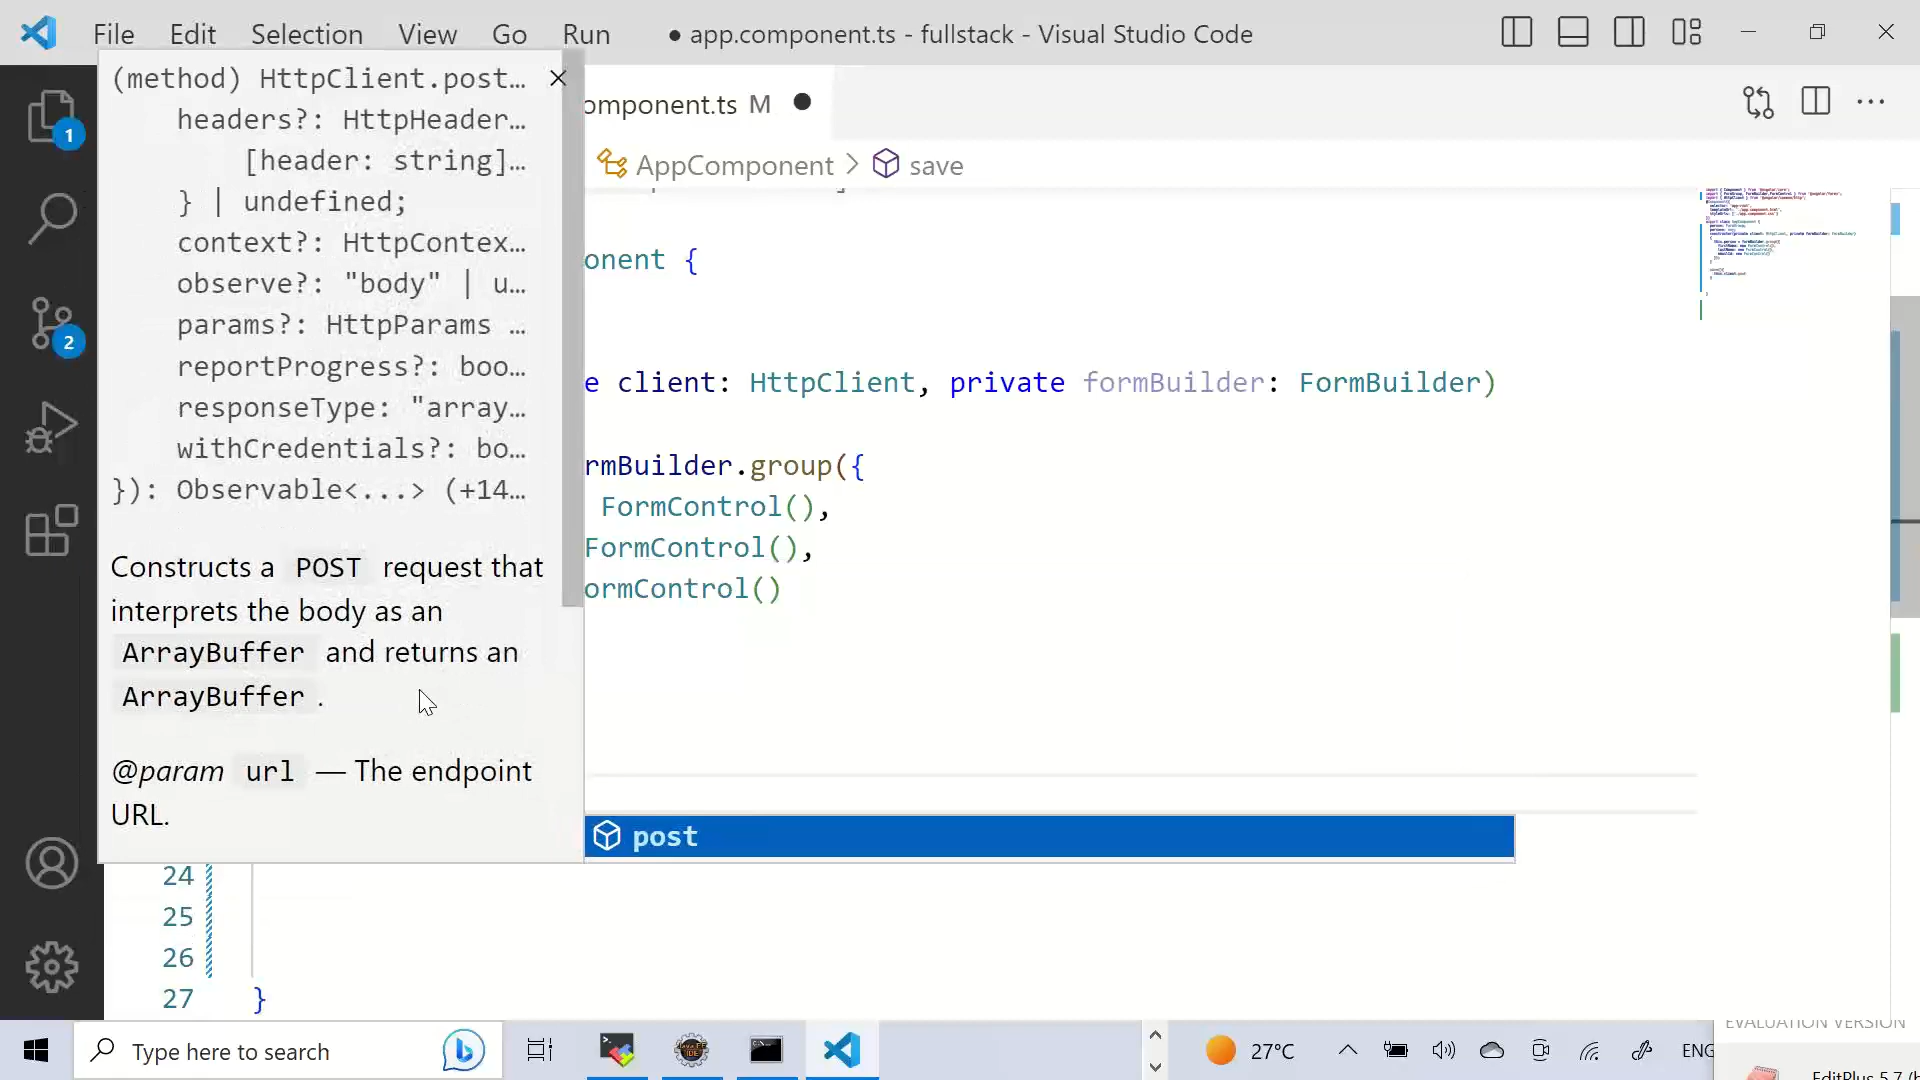 File Edit Selection View Go Run ● app.component.ts - fullstack - Visual Studio Code
(method) HttpClient.post…
headers?: HttpHeader…
[header: string]…
} | undefined;
context?: HttpContex…
observe?: "body" | u…
params?: HttpParams …
reportProgress?: boo…
responseType: "array…
withCredentials?: bo…
}): Observable<...> (+14…
Constructs a POST request that
interprets the body as an
ArrayBuffer and returns an
ArrayBuffer .
@param url — The endpoint
URL.
omponent.ts M
AppComponent > save
onent {
e client: HttpClient, private formBuilder: FormBuilder)
rmBuilder.group({
FormControl(),
FormControl(),
ormControl()
post
24
25
26
27 }
1
2
Type here to search
27°C
ENG
EVALUATION VERSION